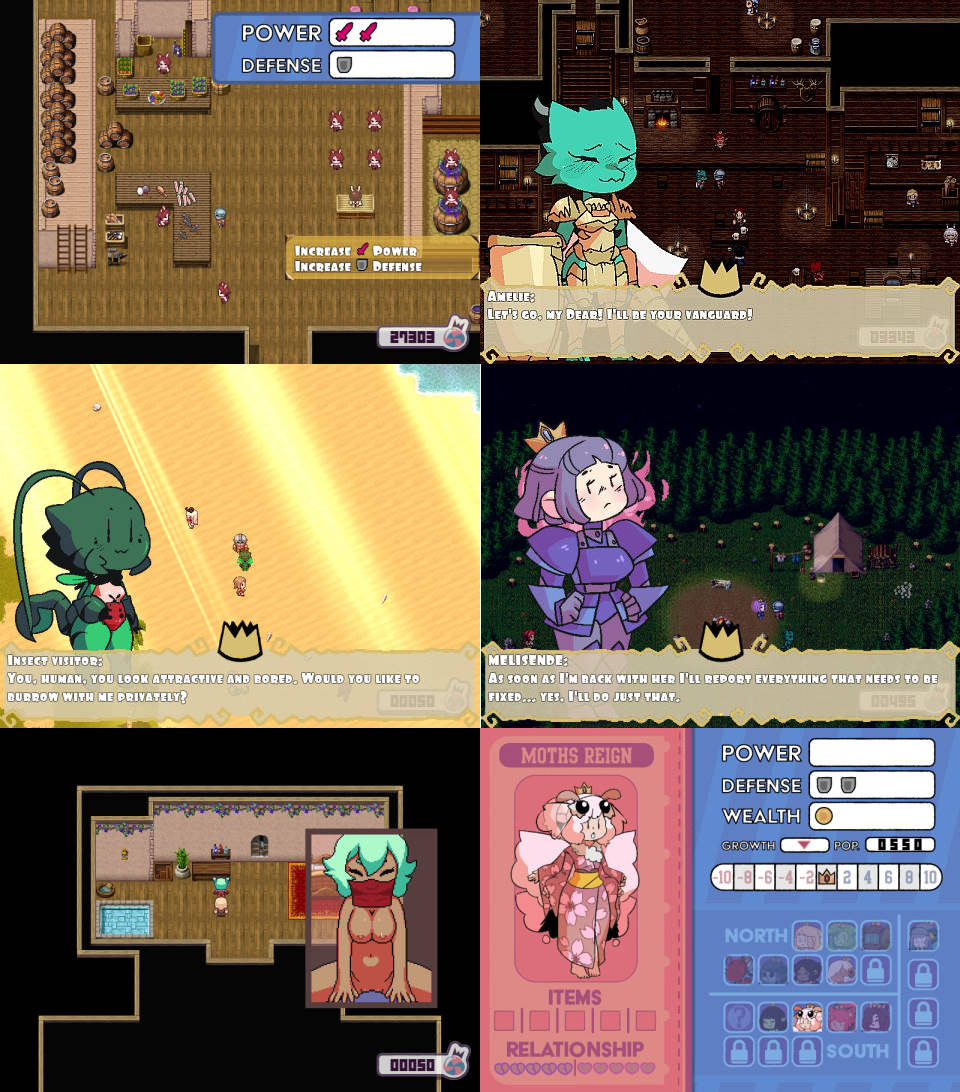 POWER
DEFENSE
INCREASE POWER
INCREASE DEFENSE
27303
AMELIE:
LET'S GO, MY DEAR! I'LL BE YOUR VANGUARD!
03343
INSECT VISITOR:
YOU, HUMAN, YOU LOOK ATTRACTIVE AND BORED. WOULD YOU LIKE TO
BURROW WITH ME PRIVATELY?
00050
MELISENDE:
AS SOON AS I'M BACK WITH HER I'LL REPORT EVERYTHING THAT NEEDS TO BE
FIXED... YES. I'LL DO JUST THAT.
00495
00050
MOTHS REIGN
ITEMS
RELATIONSHIP
POWER
DEFENSE
WEALTH
GROWTH POP. 0550
-10 -8 -6 -4 -2 2 4 6 8 10
NORTH
?
SOUTH